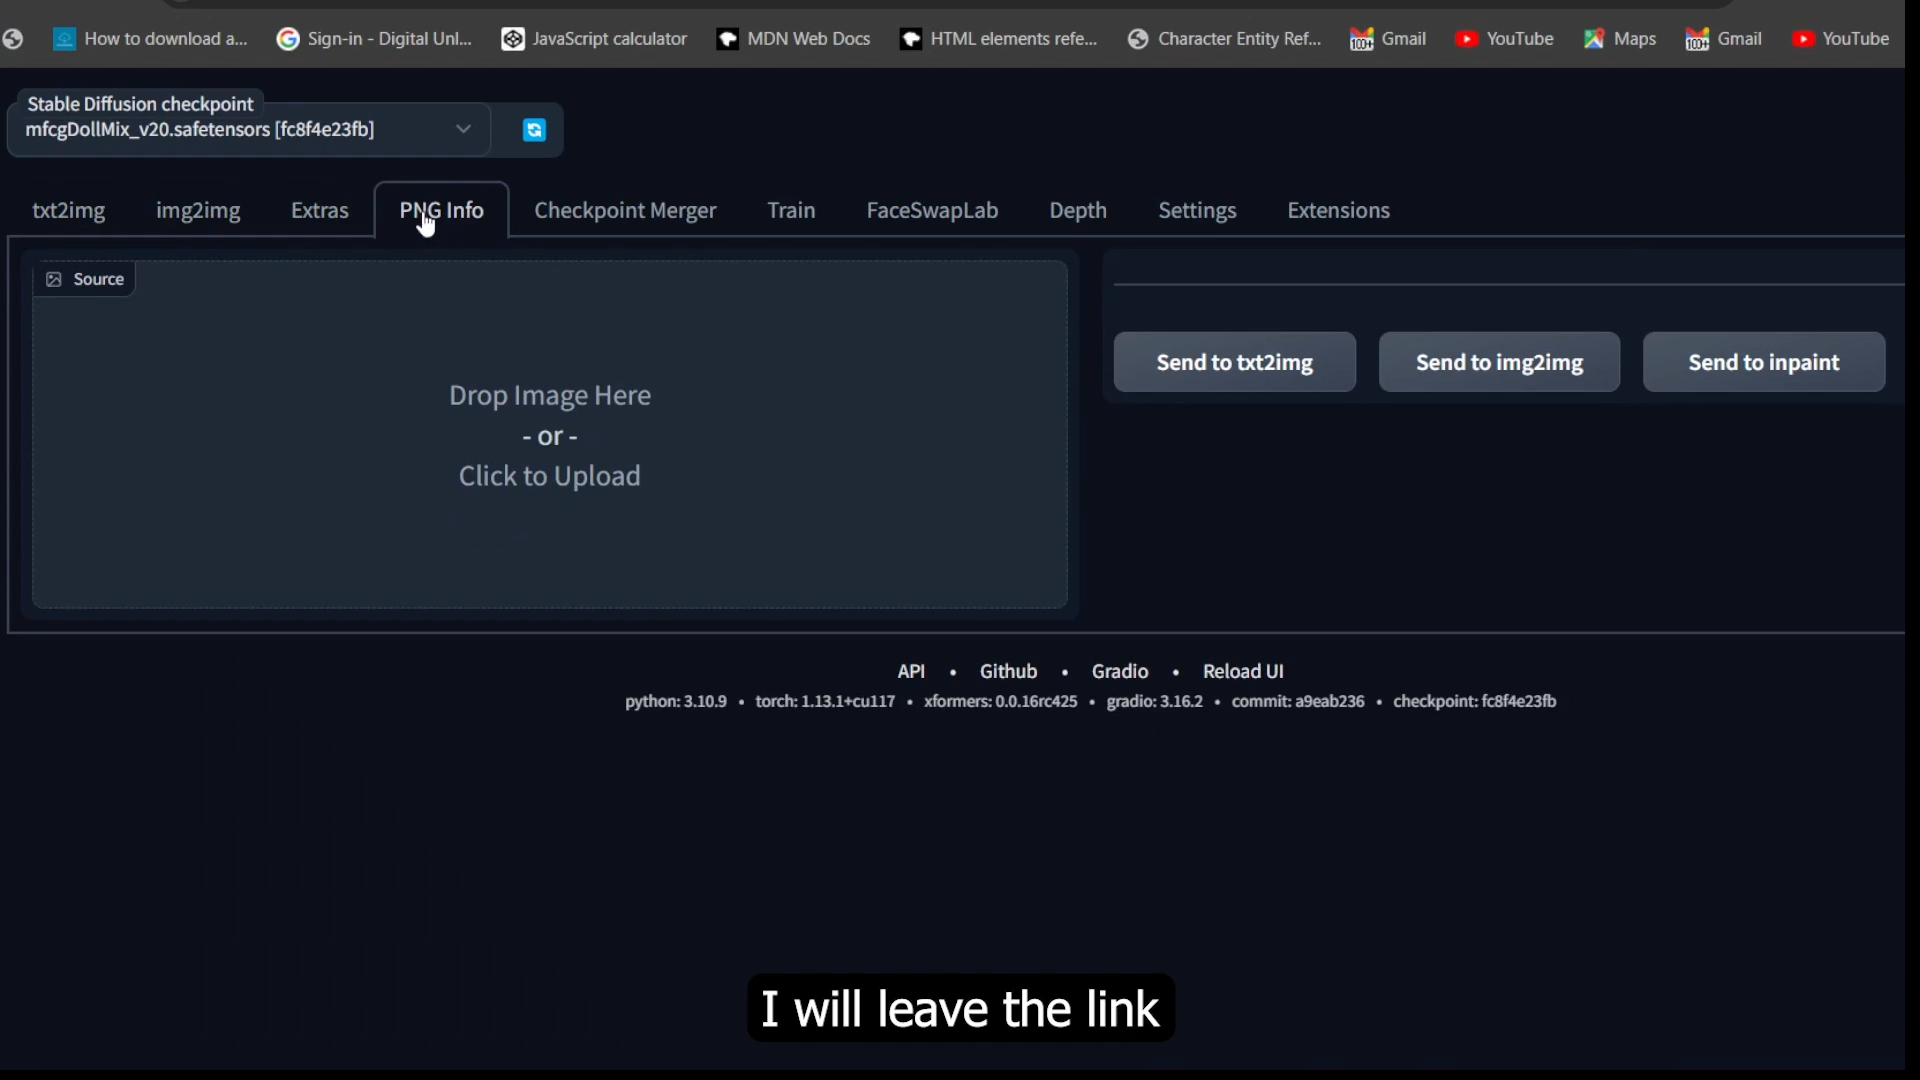 How to download a... Sign-in - Digital Unl... JavaScript calculator MDN Web Docs HTML elements refe... Character Entity Ref... Gmail YouTube Maps Gmail YouTube
Stable Diffusion checkpoint
mfcgDollMix_v20.safetensors [fc8f4e23fb]
txt2img img2img Extras PNG Info Checkpoint Merger Train FaceSwapLab Depth Settings Extensions
Source
Drop Image Here
- or -
Click to Upload
Send to txt2img Send to img2img Send to inpaint
API • Github • Gradio • Reload UI
python: 3.10.9 • torch: 1.13.1+cu117 • xformers: 0.0.16rc425 • gradio: 3.16.2 • commit: a9eab236 • checkpoint: fc8f4e23fb
I will leave the link